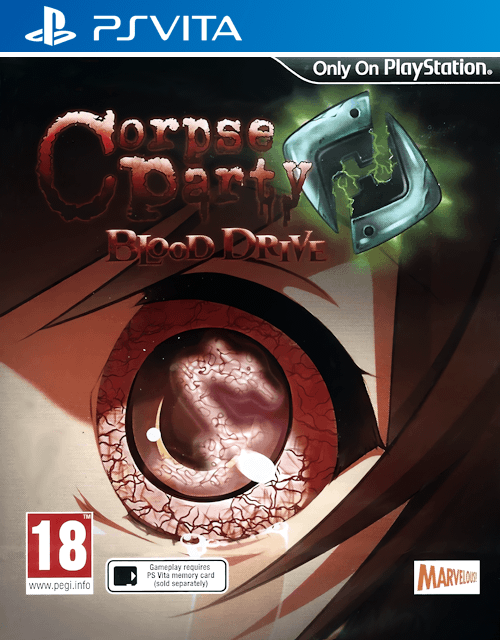 PSVITA
Only On PlayStation®
Corpse
Party
BLOOD DRIVE
18™
www.pegi.info
Gameplay requires
PS Vita memory card
(sold separately)
MARVELOUS!